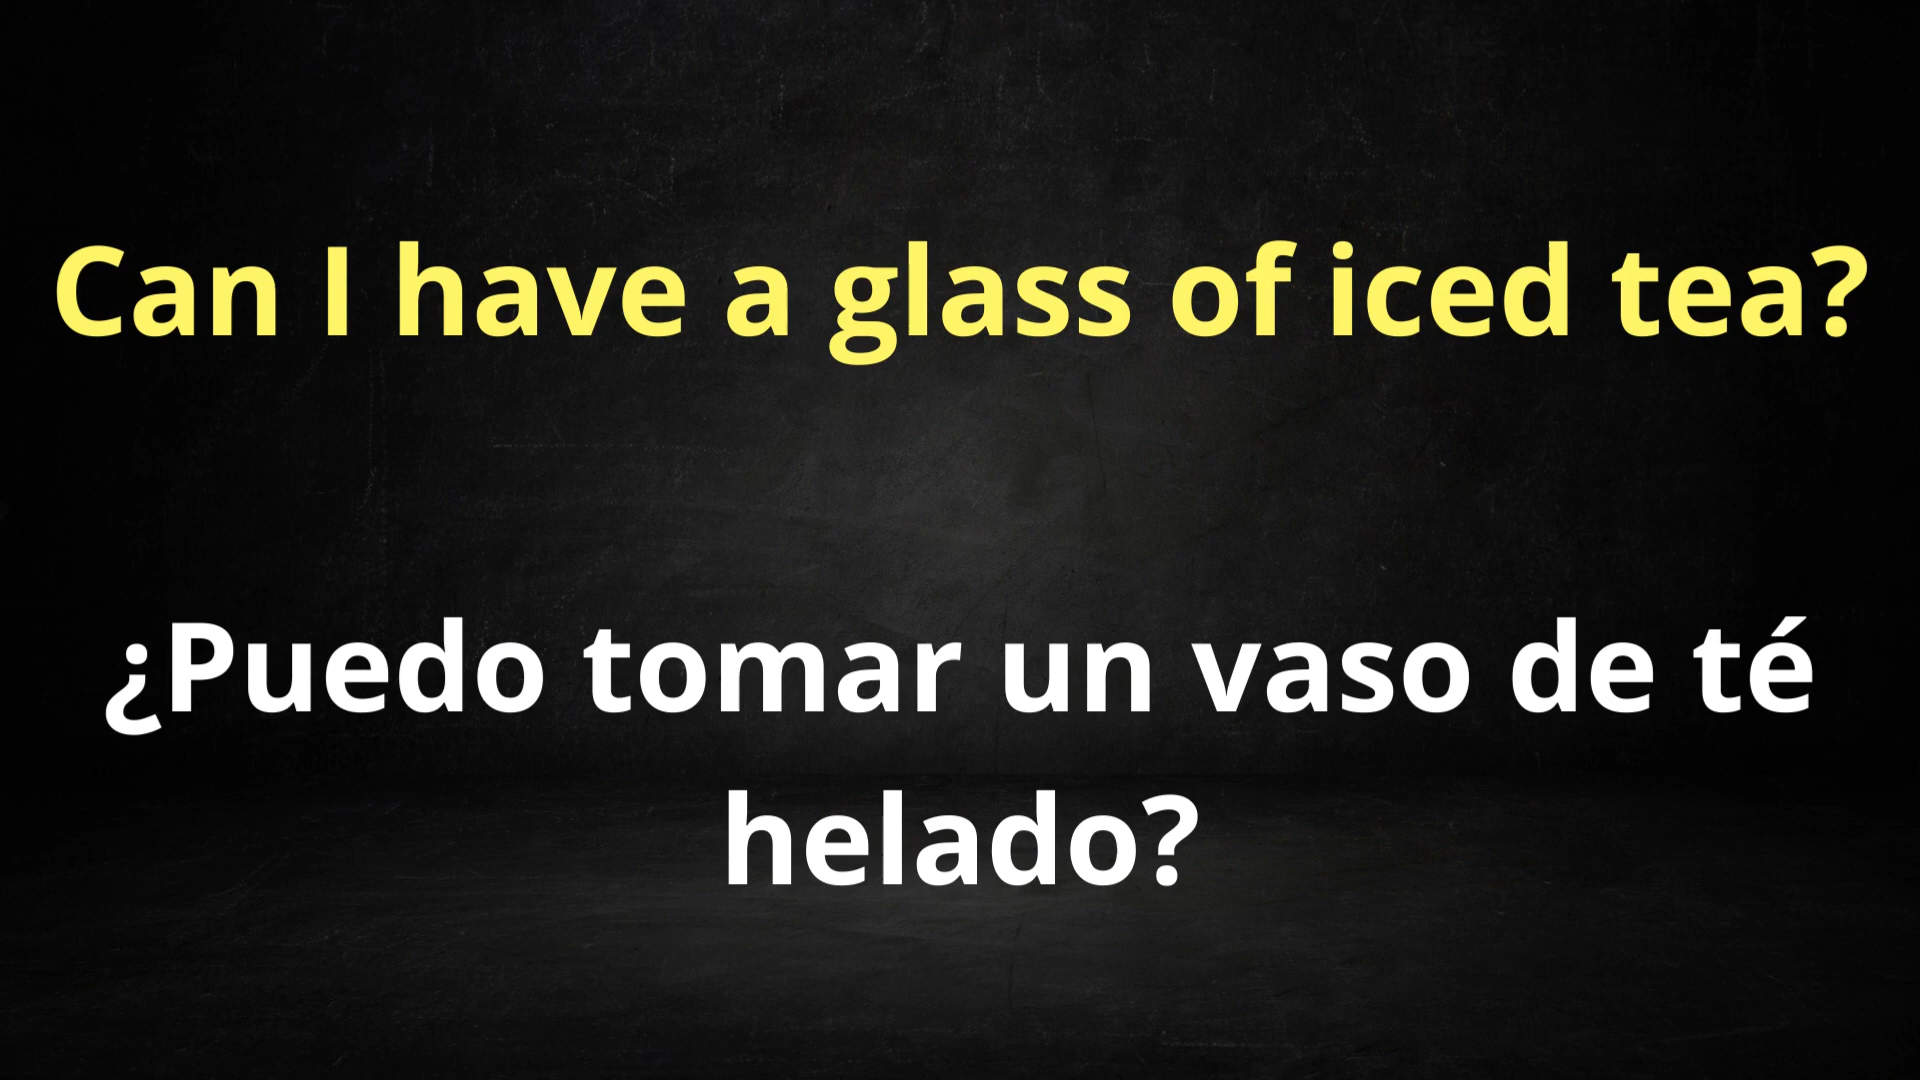 Can I have a glass of iced tea?
¿Puedo tomar un vaso de té
helado?